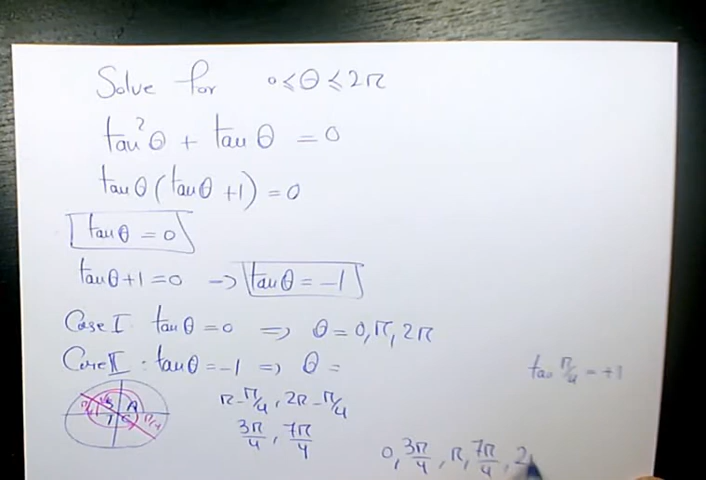 Solve for 0 ≤ θ ≤ 2π
tan²θ + tanθ = 0
tanθ(tanθ + 1) = 0
tanθ = 0
tanθ + 1 = 0 → tanθ = -1
Case I. tanθ = 0 ⇒ θ = 0, π, 2π
Case II. tanθ = -1 ⇒ θ =
tan π/4 = +1
π - π/4, 2π - π/4
3π/4, 7π/4
0, 3π/4, π, 7π/4, 2